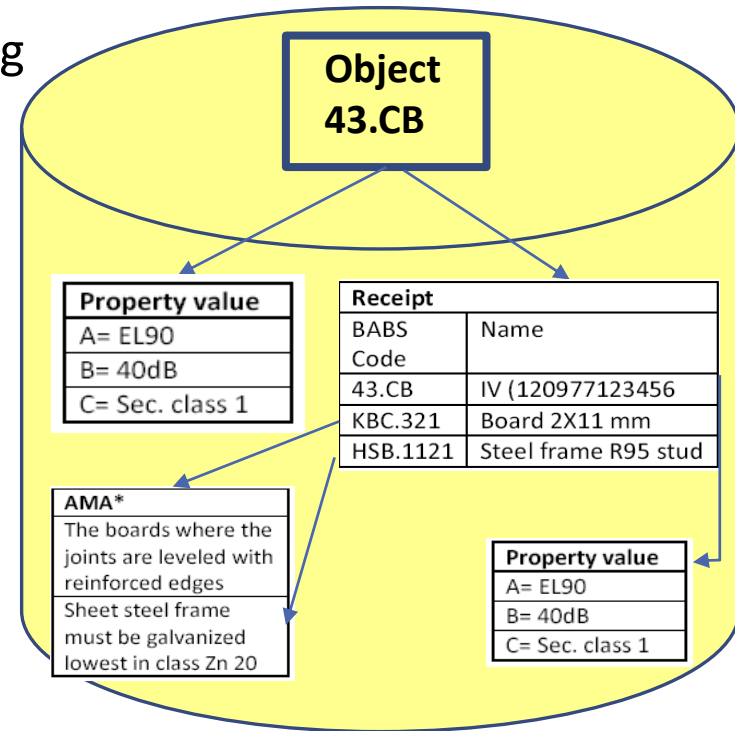 g
Object
43.CB
Property value
A= EL90
B= 40dB
C= Sec. class 1
Receipt
BABS Code Name
43.CB IV (120977123456
KBC.321 Board 2X11 mm
HSB.1121 Steel frame R95 stud
AMA*
The boards where the
joints are leveled with
reinforced edges
Sheet steel frame
must be galvanized
lowest in class Zn 20
Property value
A= EL90
B= 40dB
C= Sec. class 1